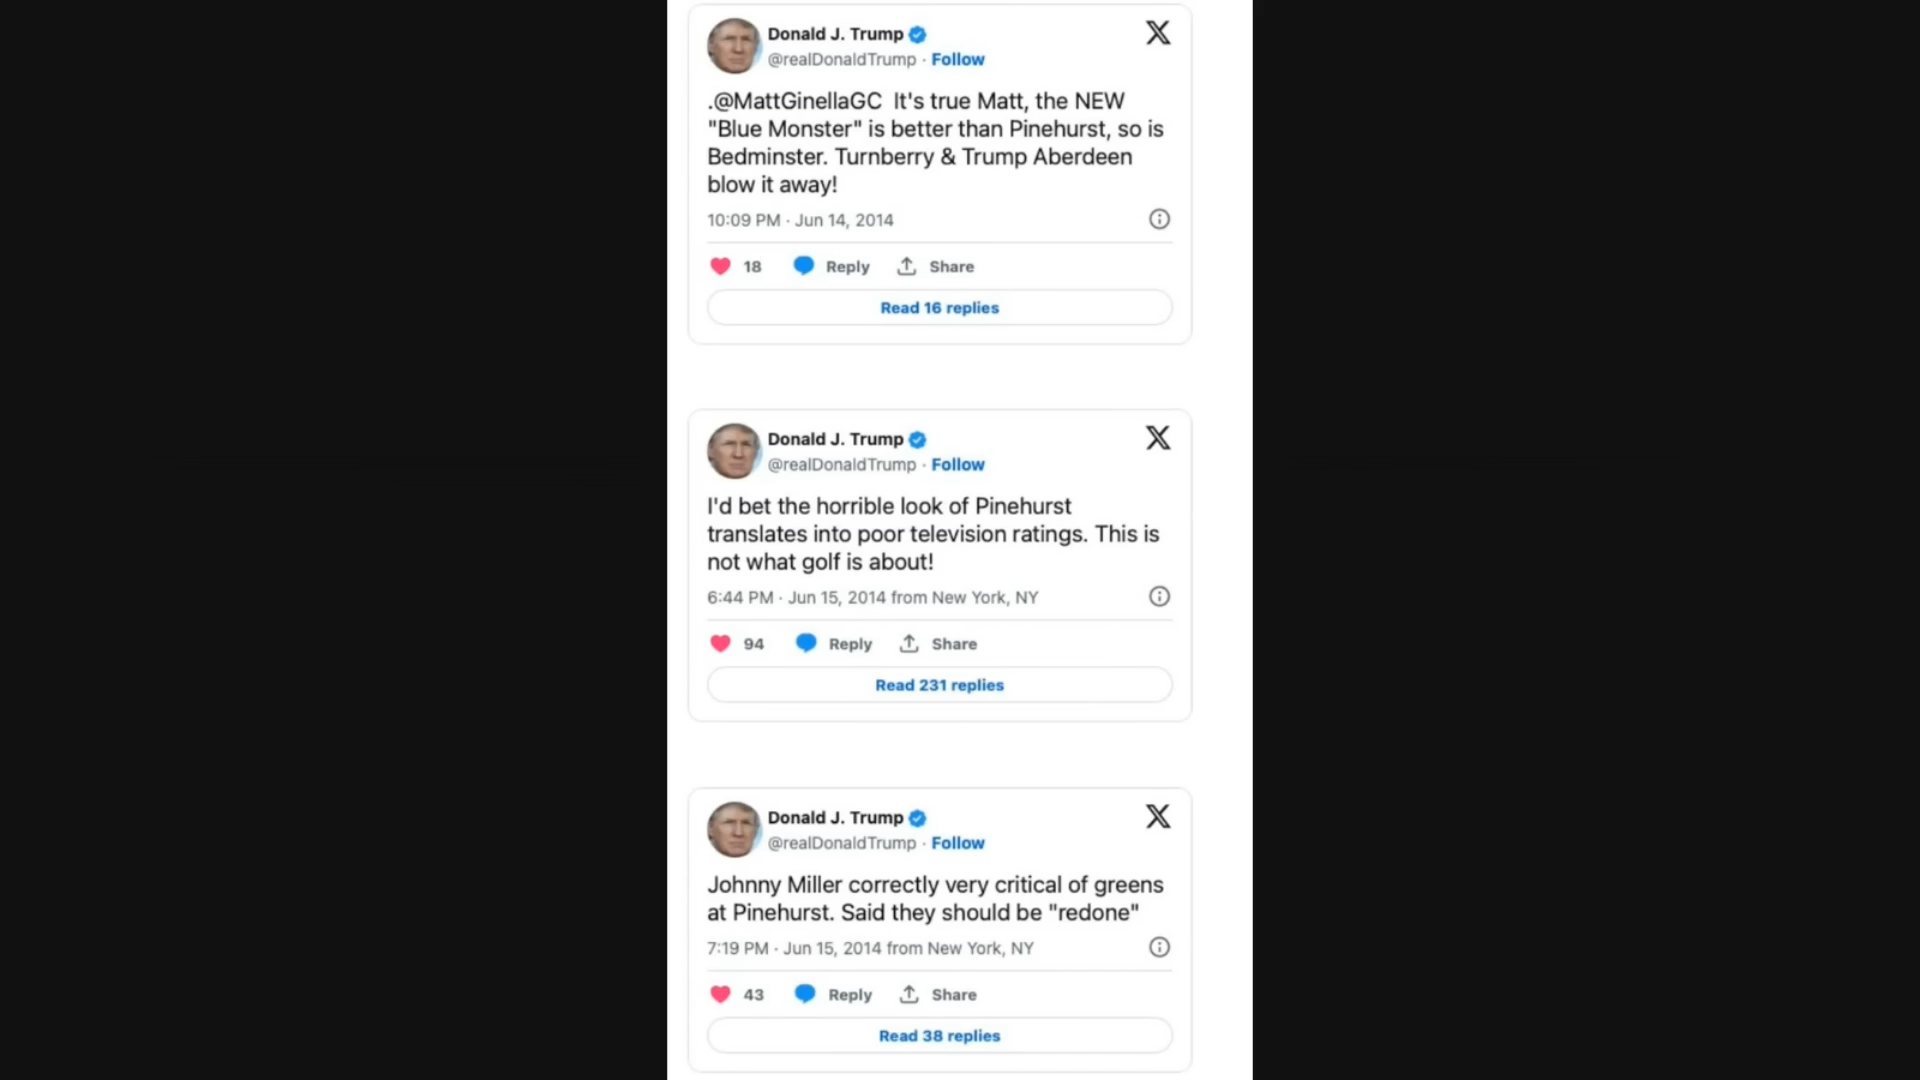 Donald J. Trump
@realDonaldTrump · Follow
.@MattGinellaGC It's true Matt, the NEW
"Blue Monster" is better than Pinehurst, so is
Bedminster. Turnberry & Trump Aberdeen
blow it away!
10:09 PM · Jun 14, 2014
18 Reply Share
Read 16 replies
Donald J. Trump
@realDonaldTrump · Follow
I'd bet the horrible look of Pinehurst
translates into poor television ratings. This is
not what golf is about!
6:44 PM · Jun 15, 2014 from New York, NY
94 Reply Share
Read 231 replies
Donald J. Trump
@realDonaldTrump · Follow
Johnny Miller correctly very critical of greens
at Pinehurst. Said they should be "redone"
7:19 PM · Jun 15, 2014 from New York, NY
43 Reply Share
Read 38 replies